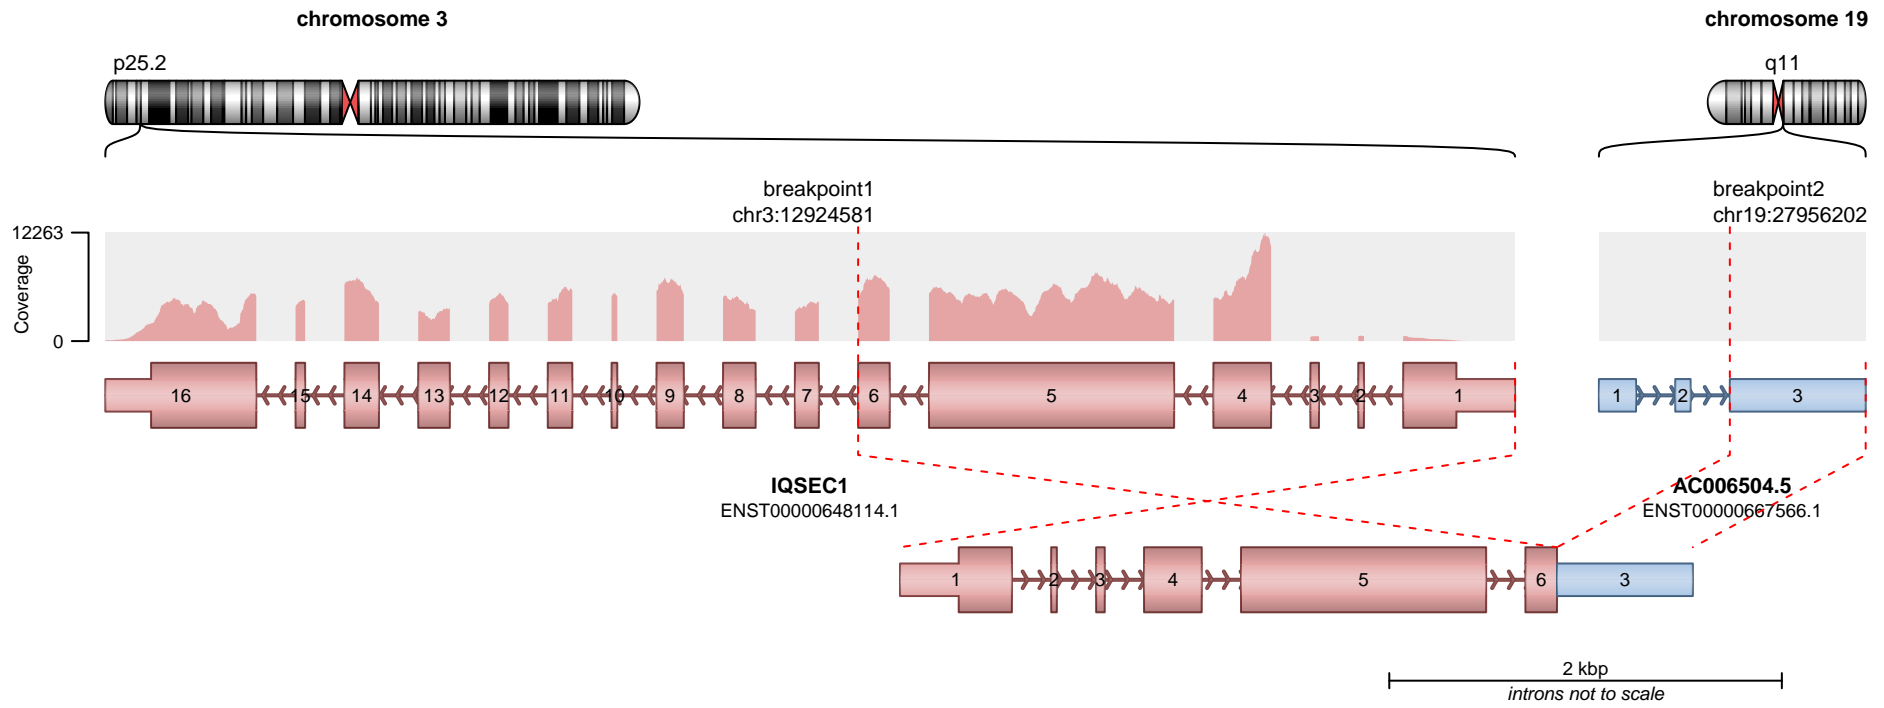 chromosome 3
chromosome 19
p25.2
q11
breakpoint1
chr3:12924581
breakpoint2
chr19:27956202
12263
Coverage
0
16 15 14 13 12 11 10 9 8 7 6 5 4 3 2 1
1 2 3
IQSEC1
ENST00000648114.1
AC006504.5
ENST00000667566.1
1 2 3 4 5 6 3
2 kbp
introns not to scale